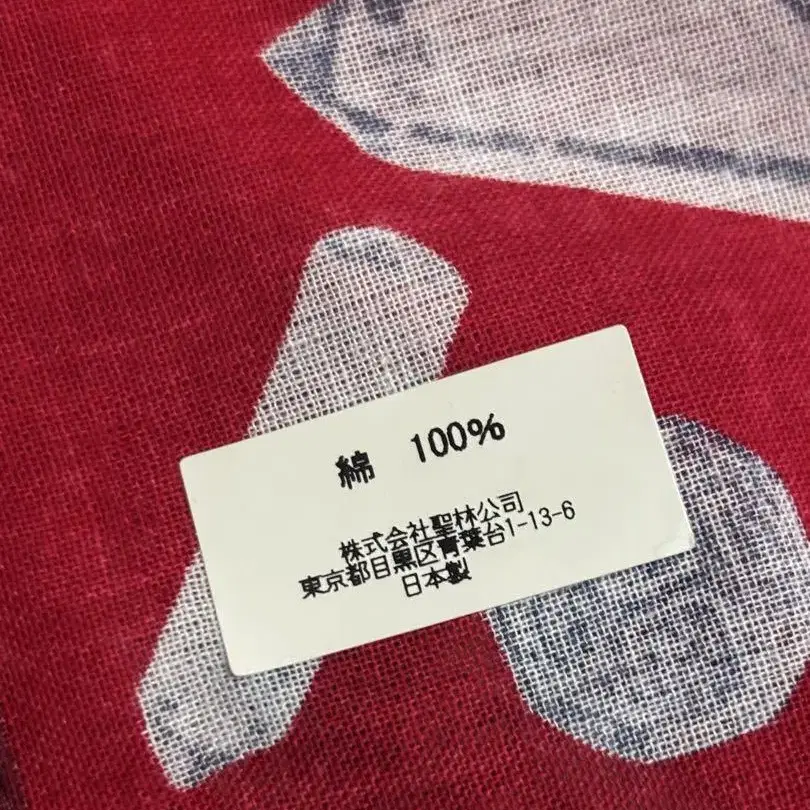 綿 100%
株式会社聖林公司
東京都目黒区青葉台1-13-6
日本製